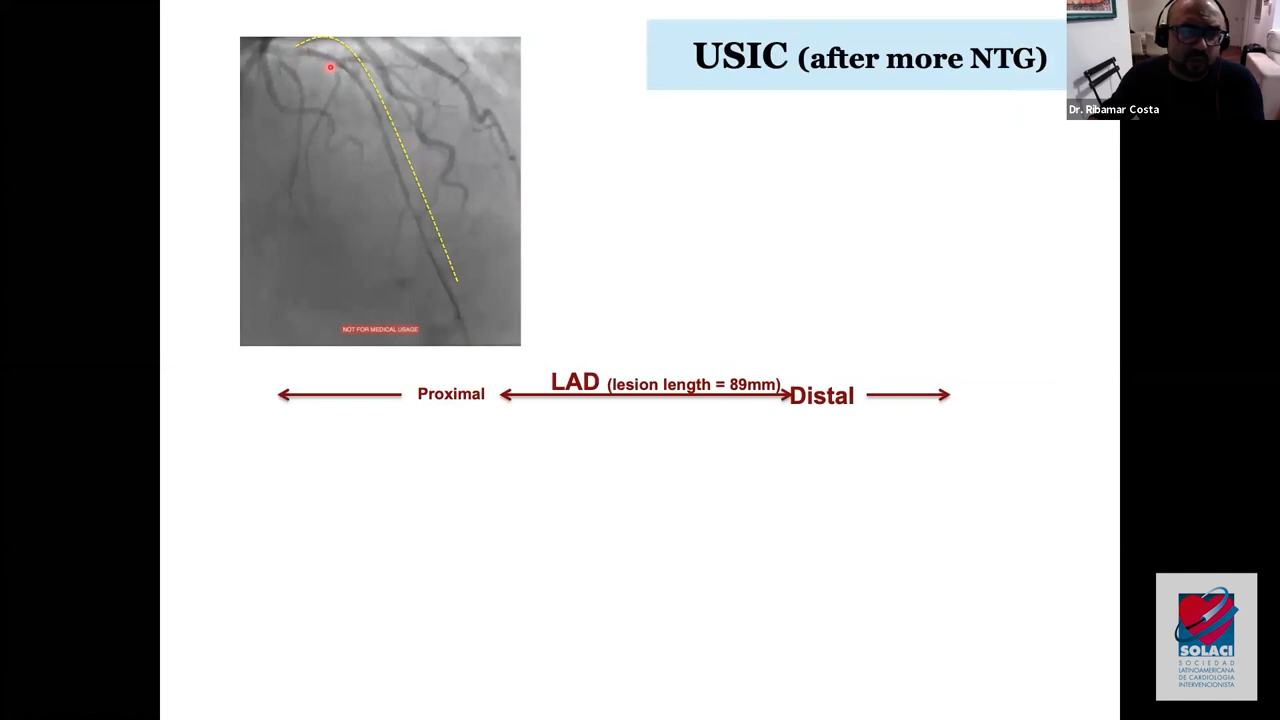 USIC (after more NTG)
Dr. Ribamar Costa
NOT FOR MEDICAL USAGE
LAD (lesion length = 89mm)
Proximal
Distal
SOLACI
SOCIEDAD
LATINOAMERICANA
DE CARDIOLOGIA
INTERVENCIONISTA